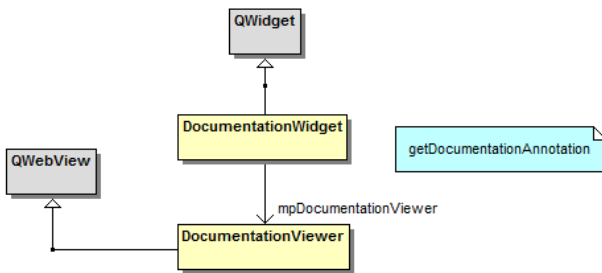 QWidget
DocumentationWidget
getDocumentationAnnotation
QWebView
mpDocumentationViewer
DocumentationViewer